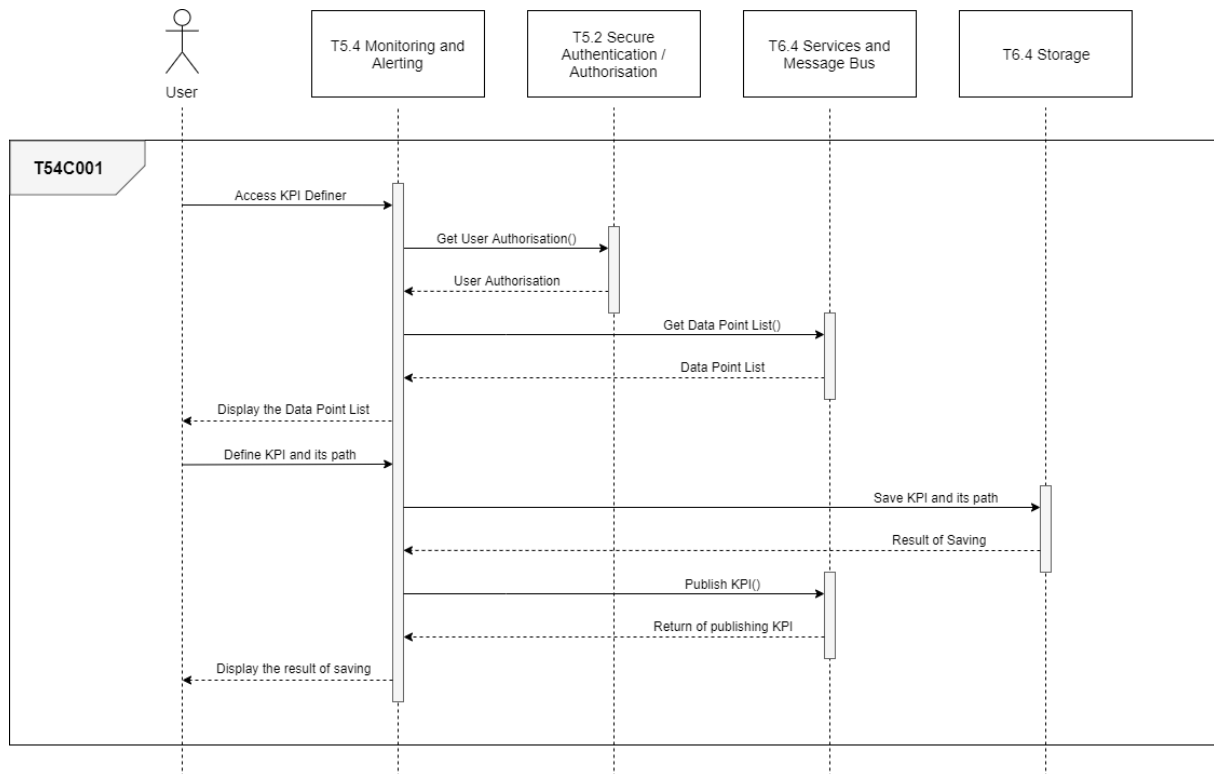 User
T5.4 Monitoring and
Alerting
T5.2 Secure
Authentication /
Authorisation
T6.4 Services and
Message Bus
T6.4 Storage
T54C001
Access KPI Definer
Get User Authorisation()
User Authorisation
Get Data Point List()
Data Point List
Display the Data Point List
Define KPI and its path
Save KPI and its path
Result of Saving
Publish KPI()
Return of publishing KPI
Display the result of saving